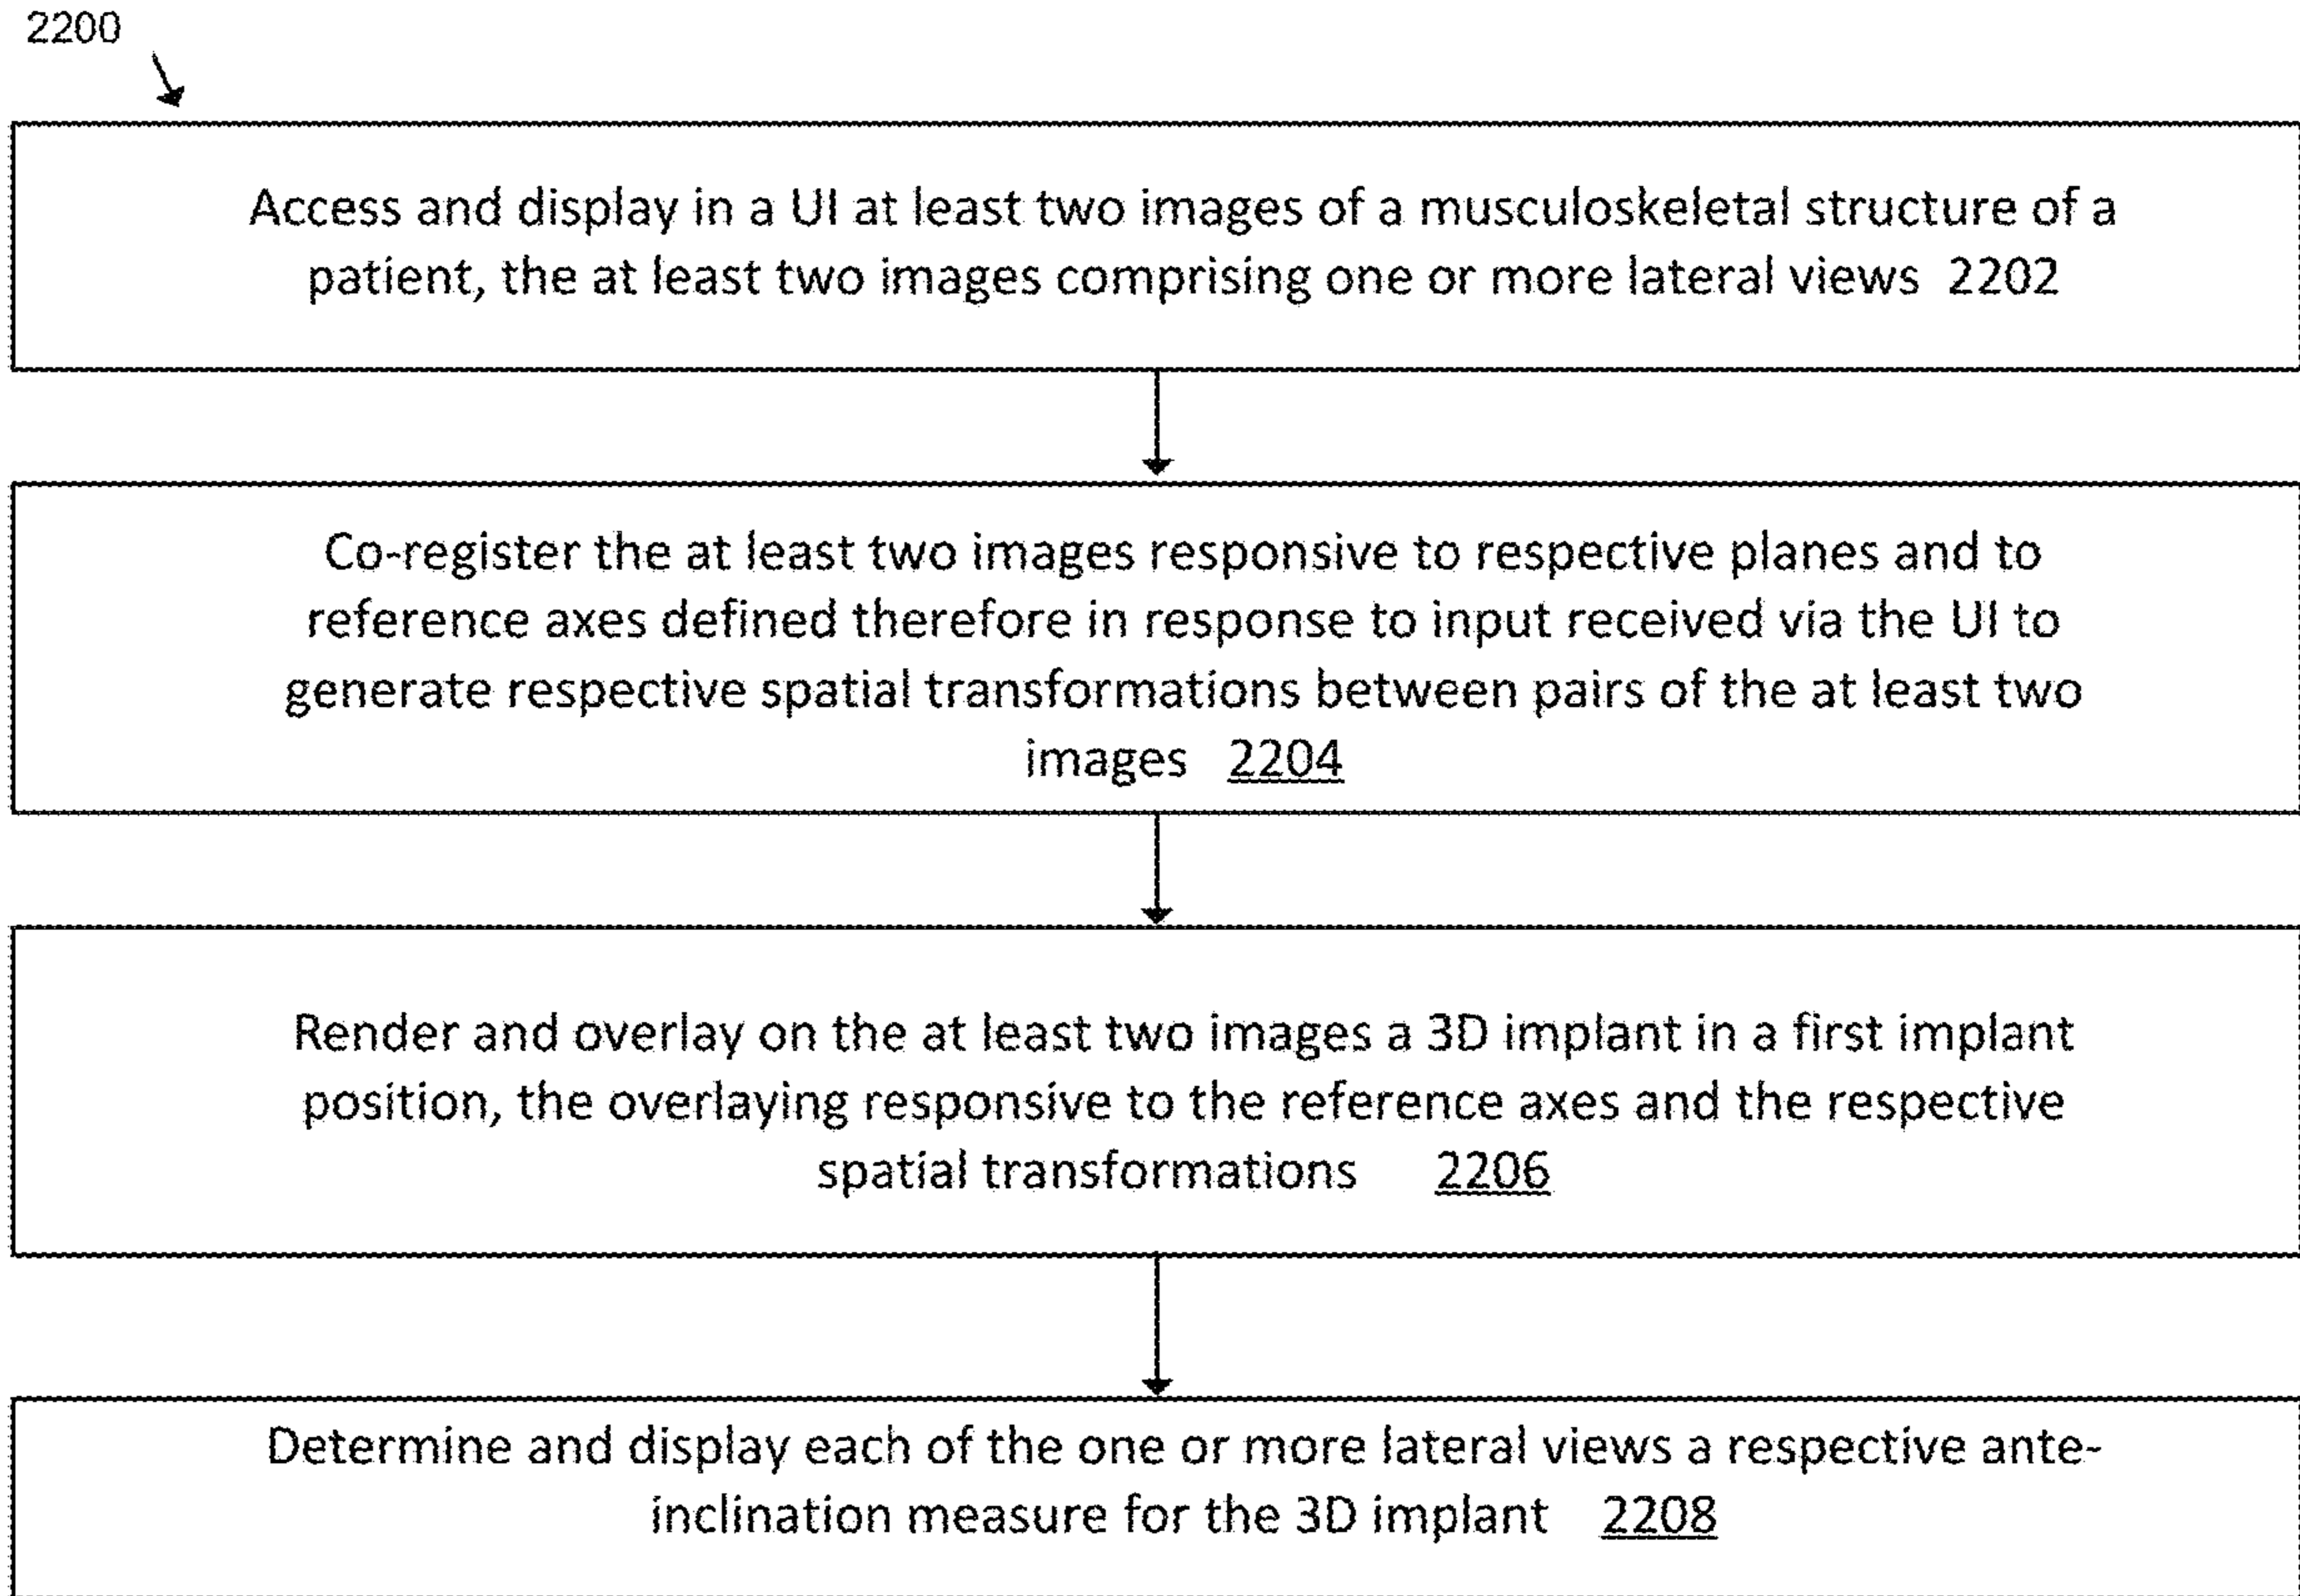 2200
Access and display in a UI at least two images of a musculoskeletal structure of a
patient, the at least two images comprising one or more lateral views 2202
Co-register the at least two images responsive to respective planes and to
reference axes defined therefore in response to input received via the UI to
generate respective spatial transformations between pairs of the at least two
images 2204
Render and overlay on the at least two images a 3D implant in a first implant
position, the overlaying responsive to the reference axes and the respective
spatial transformations 2206
Determine and display each of the one or more lateral views a respective ante-
inclination measure for the 3D implant 2208